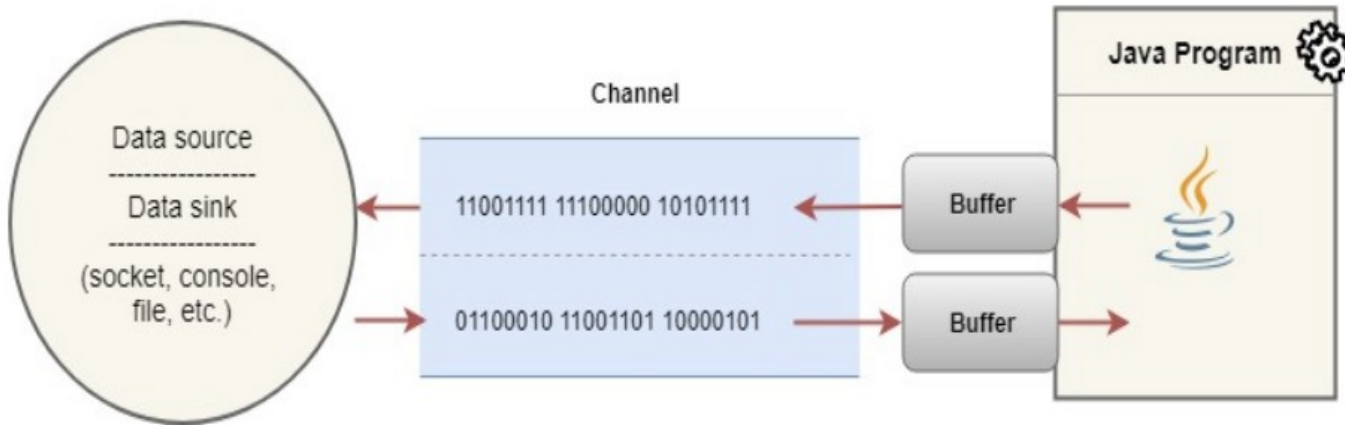 Data source
-----------------
Data sink
-----------------
(socket, console,
file, etc.)
Channel
11001111 11100000 10101111
01100010 11001101 10000101
Buffer
Buffer
Java Program